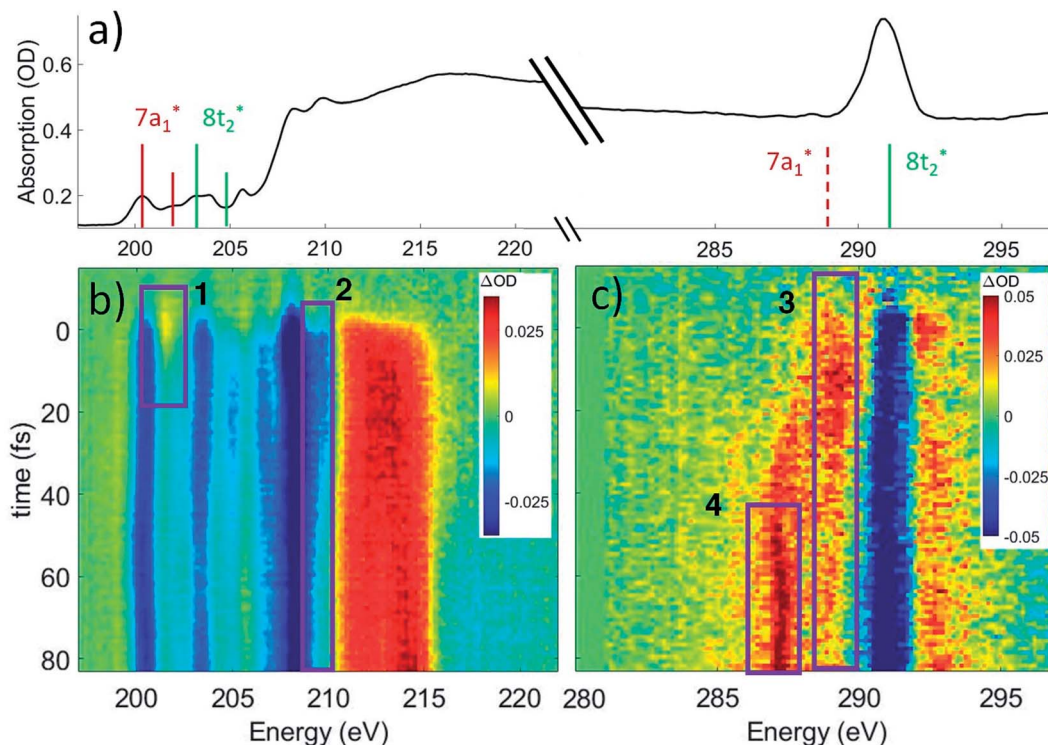 a)
Absorption (OD)
0.6
0.4
0.2
7a₁*
8t₂*
7a₁*
8t₂*
200 205 210 215 220 285 290 295
b)
1
2
ΔOD
0.025
0
-0.025
c)
3
4
ΔOD
0.05
0.025
0
-0.025
-0.05
time (fs)
0
20
40
60
80
200 205 210 215 220 280 285 290 295
Energy (eV) Energy (eV)